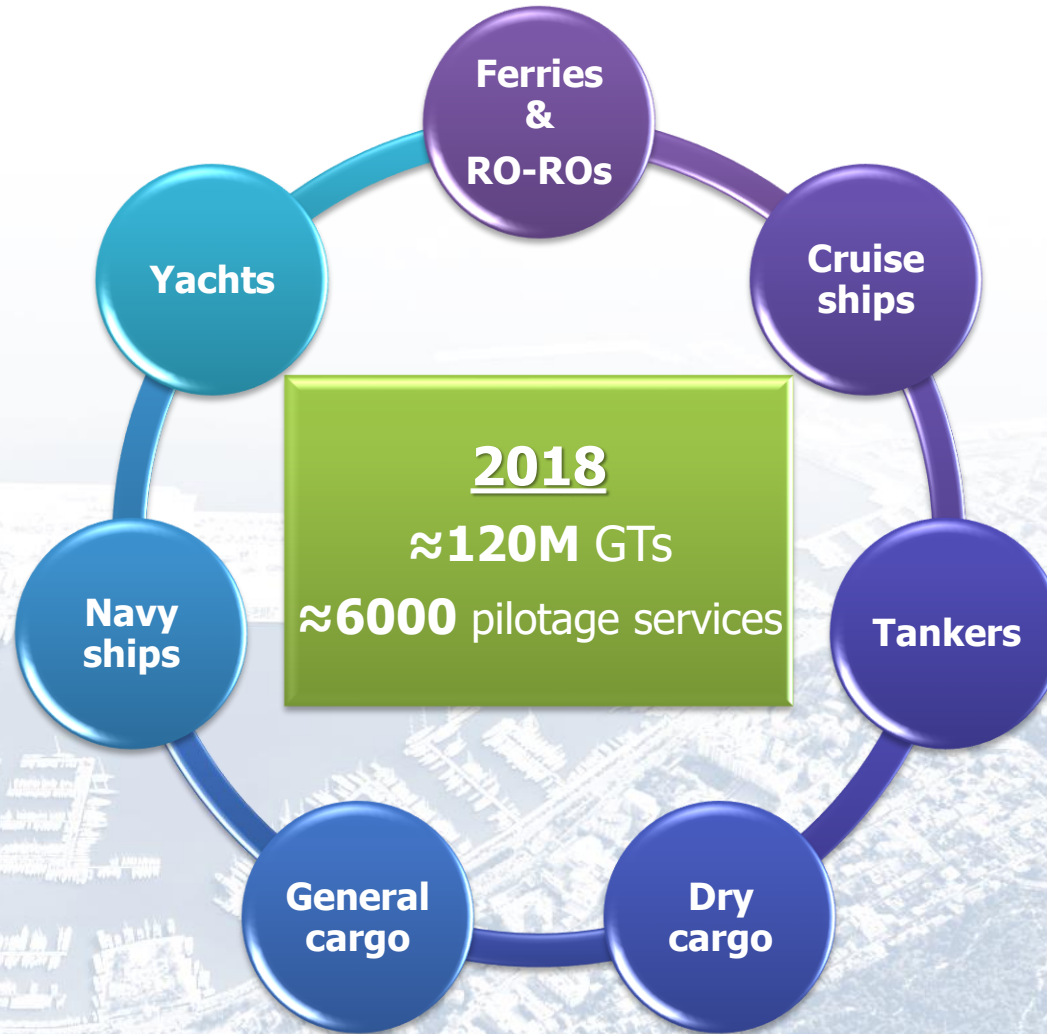 Ferries
&
RO-ROs
Cruise
ships
Yachts
2018
≈120M GTs
≈6000 pilotage services
Navy
ships
Tankers
General
cargo
Dry
cargo